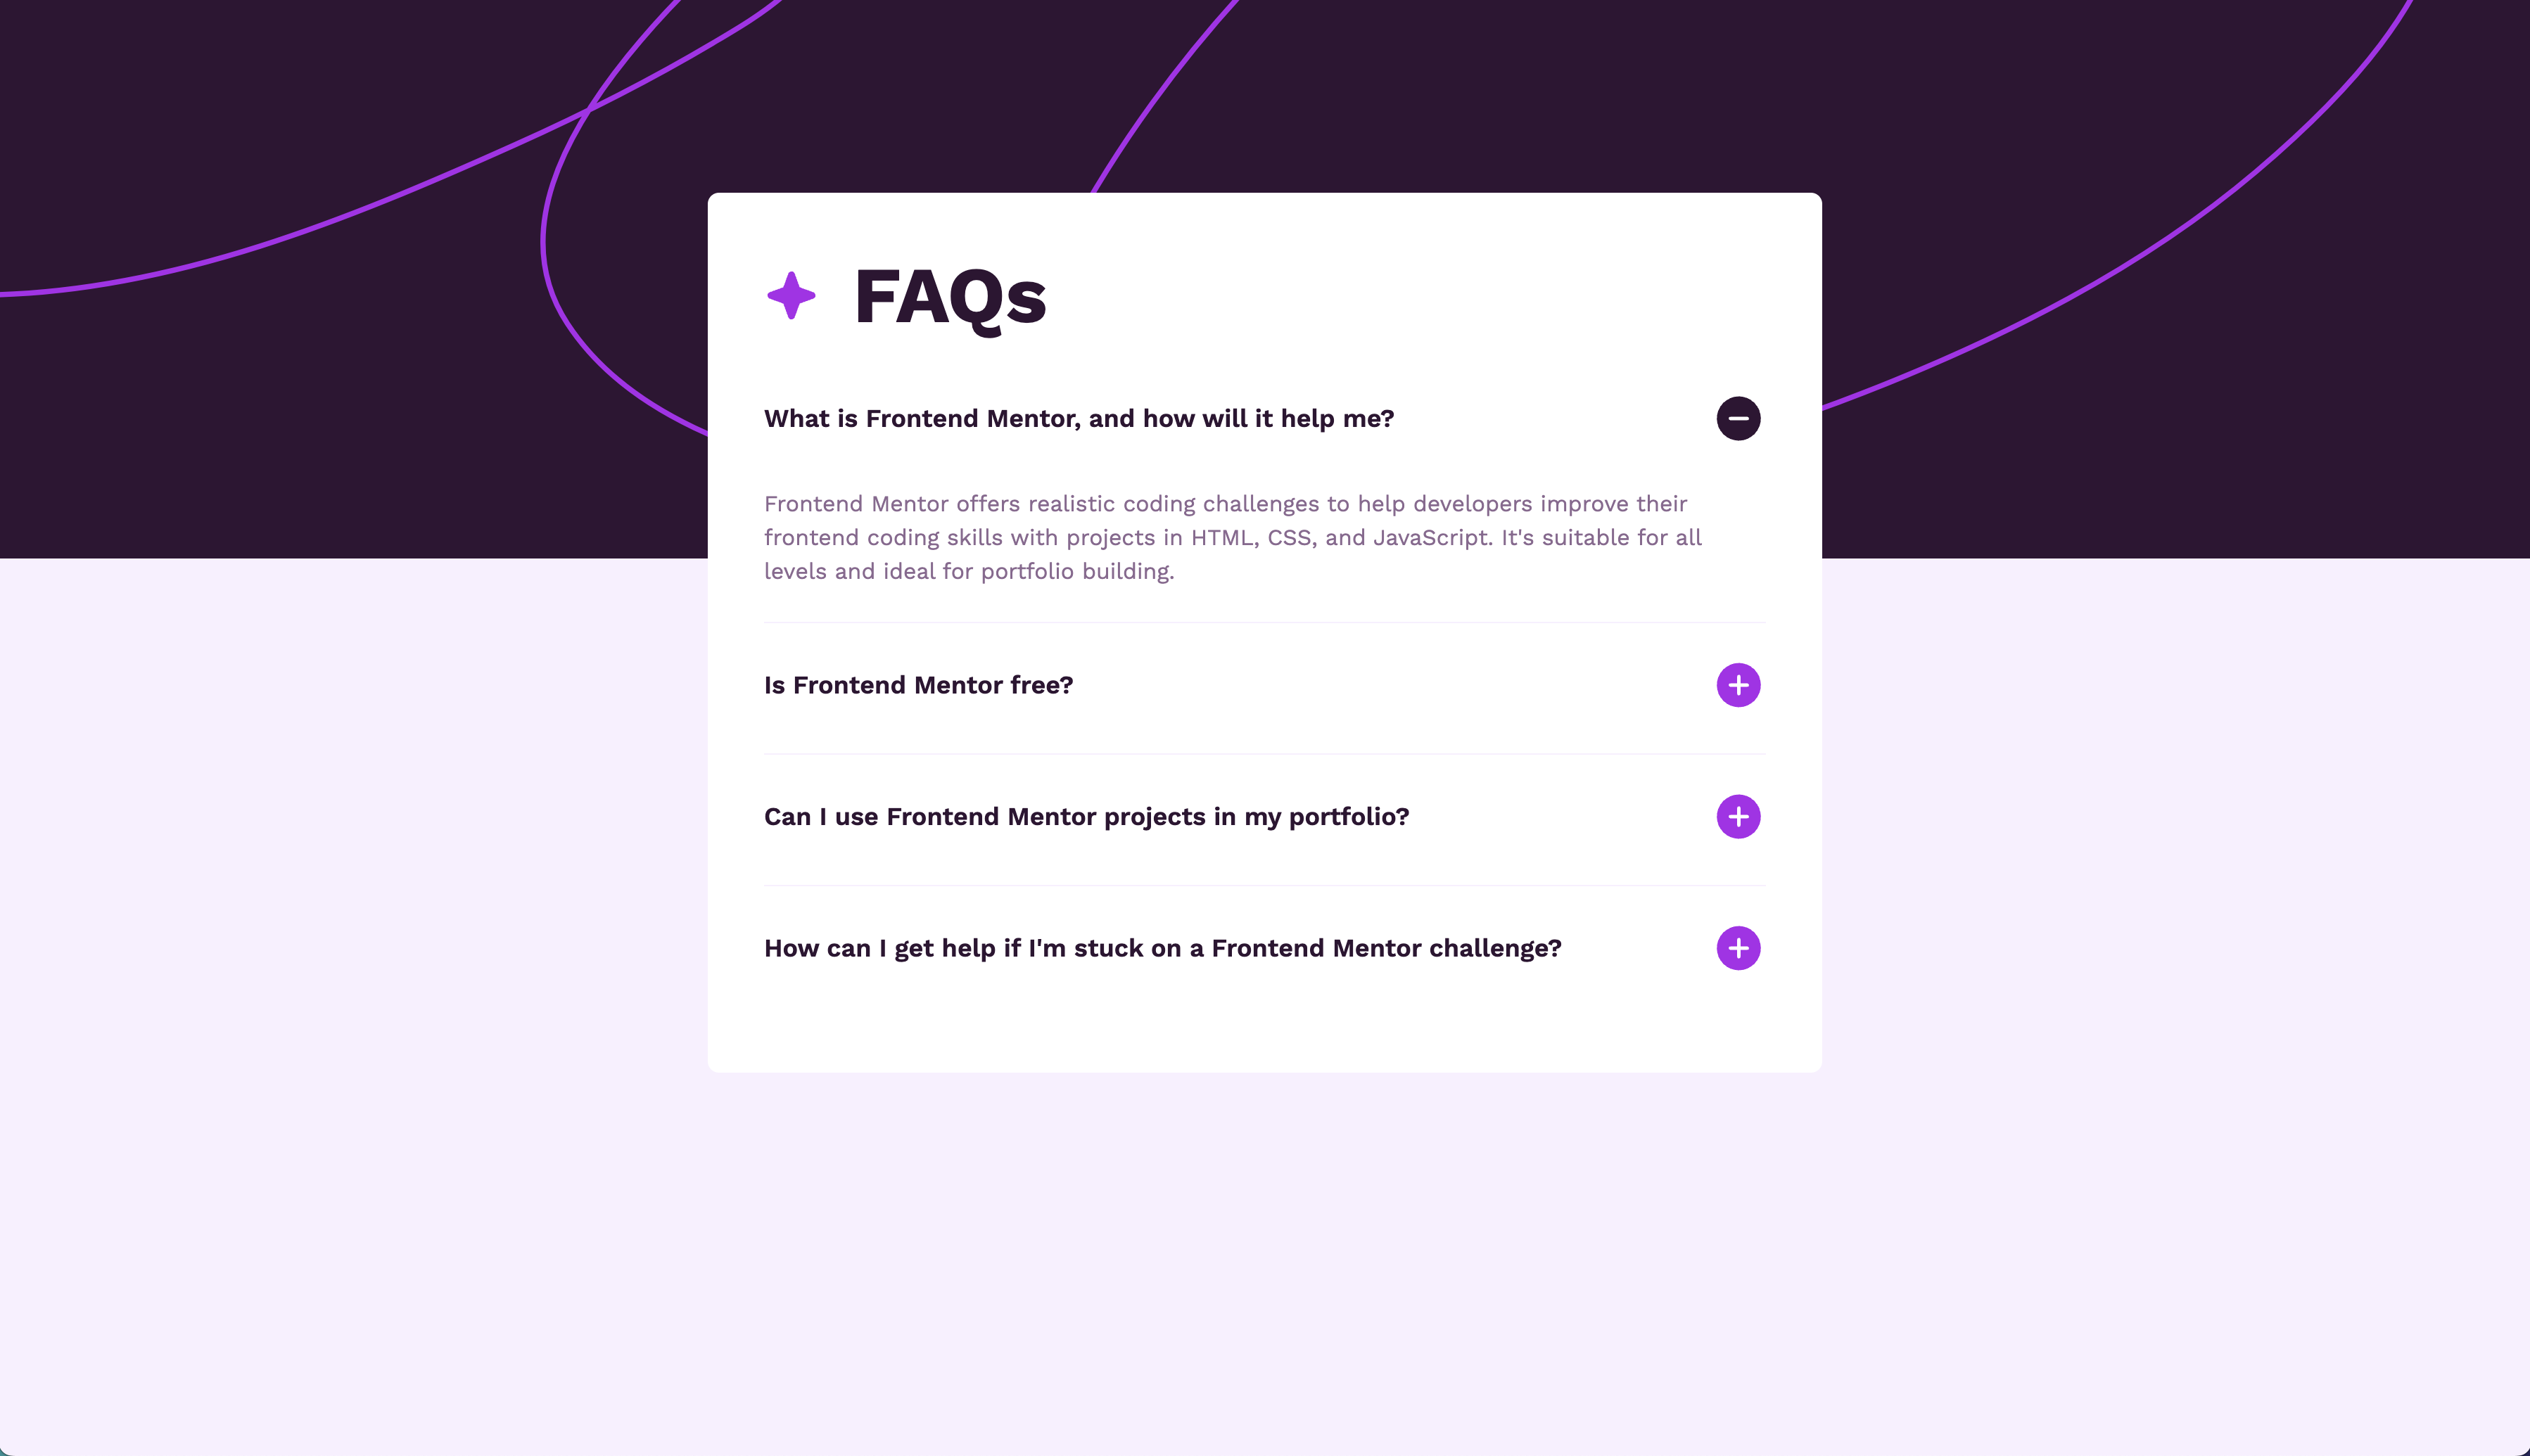 FAQs
What is Frontend Mentor, and how will it help me?
Frontend Mentor offers realistic coding challenges to help developers improve their
frontend coding skills with projects in HTML, CSS, and JavaScript. It's suitable for all
levels and ideal for portfolio building.
Is Frontend Mentor free?
Can I use Frontend Mentor projects in my portfolio?
How can I get help if I'm stuck on a Frontend Mentor challenge?